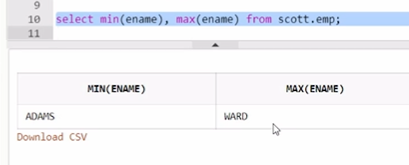 9
10 select min(ename), max(ename) from scott.emp;
11
MIN(ENAME) MAX(ENAME)
ADAMS WARD
Download CSV